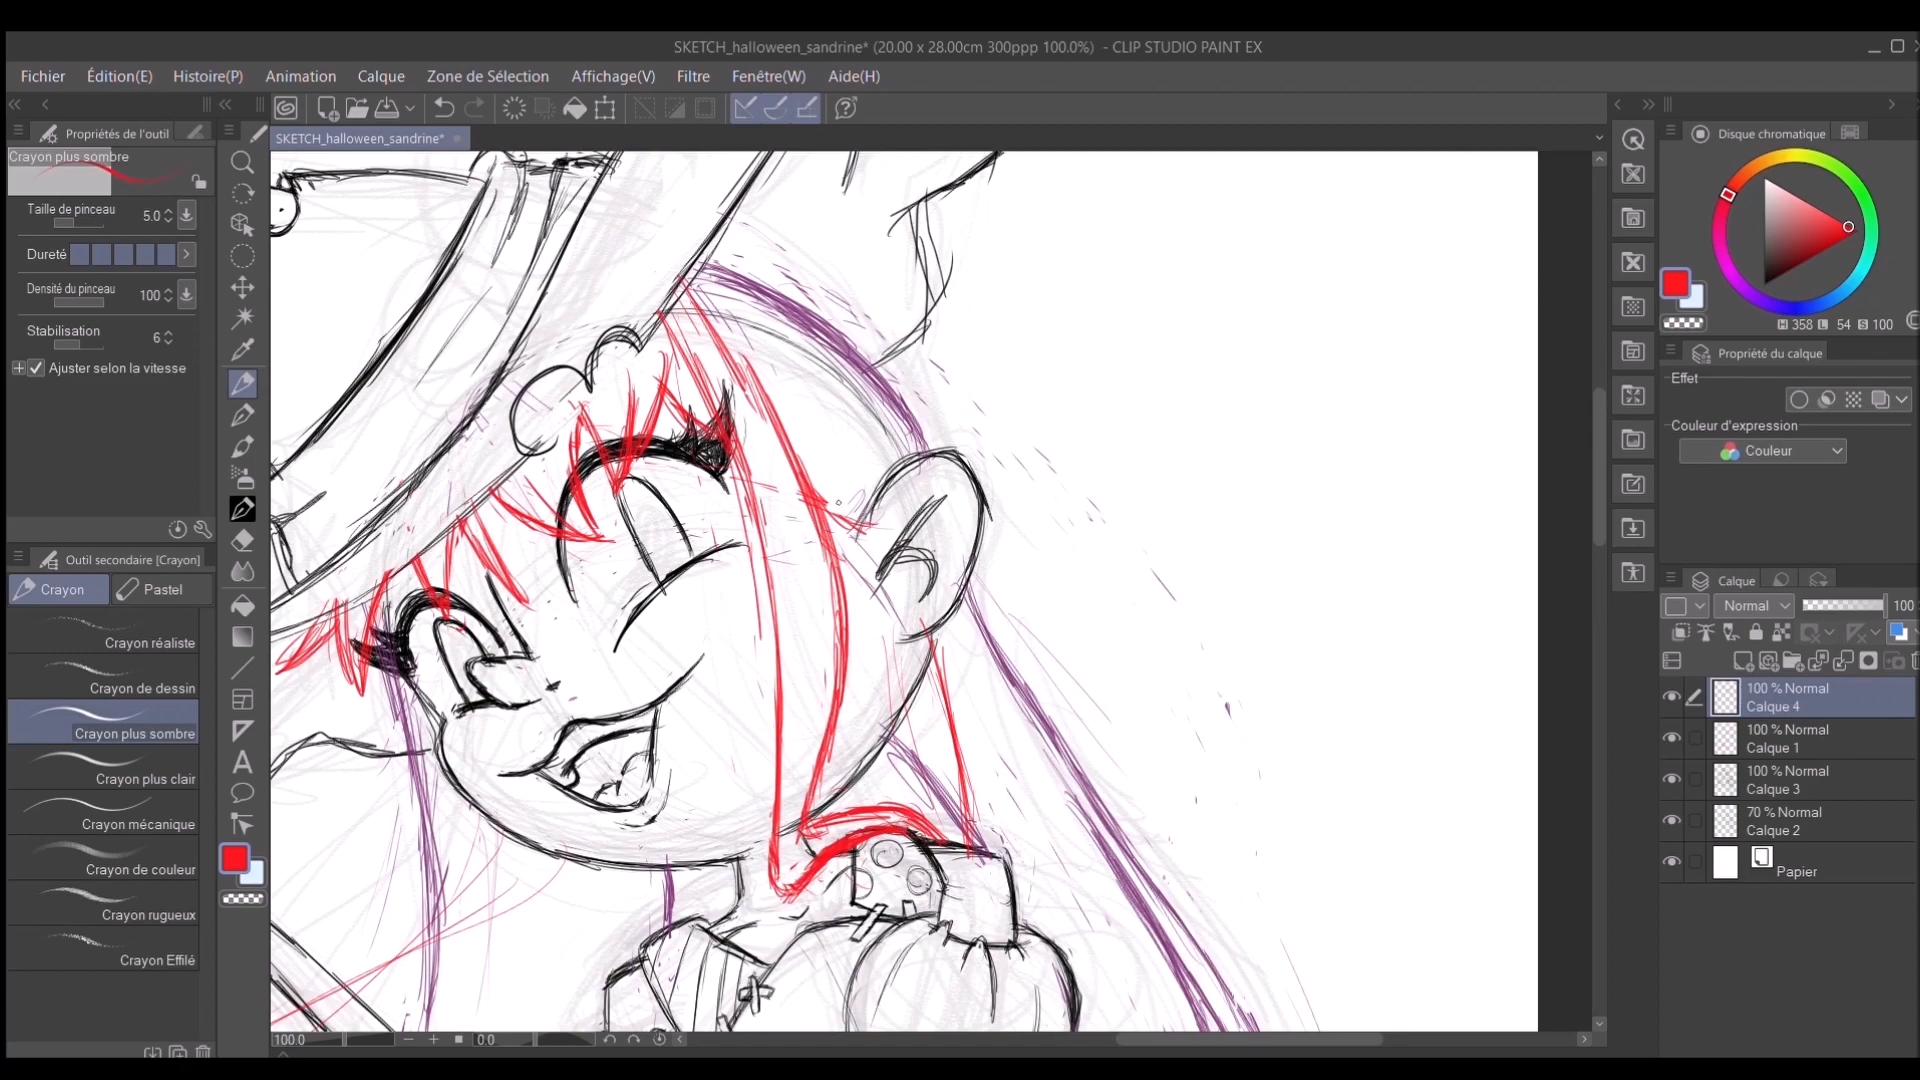 SKETCH_halloween_sandrine* (20.00 x 28.00cm 300ppp 100.0%) - CLIP STUDIO PAINT EX
Fichier Édition(E) Histoire(P) Animation Calque Zone de Sélection Affichage(V) Filtre Fenêtre(W) Aide(H)
Propriétés de l'outil
SKETCH_halloween_sandrine*
Crayon plus sombre
Taille de pinceau 5.0
Dureté
Densité du pinceau 100
Stabilisation 6
Ajuster selon la vitesse
Outil secondaire [Crayon]
Crayon Pastel
Crayon réaliste
Crayon de dessin
Crayon plus sombre
Crayon plus clair
Crayon mécanique
Crayon de couleur
Crayon rugueux
Crayon Effilé
100.0 0.0
Disque chromatique
H 358 L 54 S 100
Propriété du calque
Effet
Couleur d'expression
Couleur
Calque
Normal 100
100 % Normal
Calque 4
100 % Normal
Calque 1
100 % Normal
Calque 3
70 % Normal
Calque 2
Papier